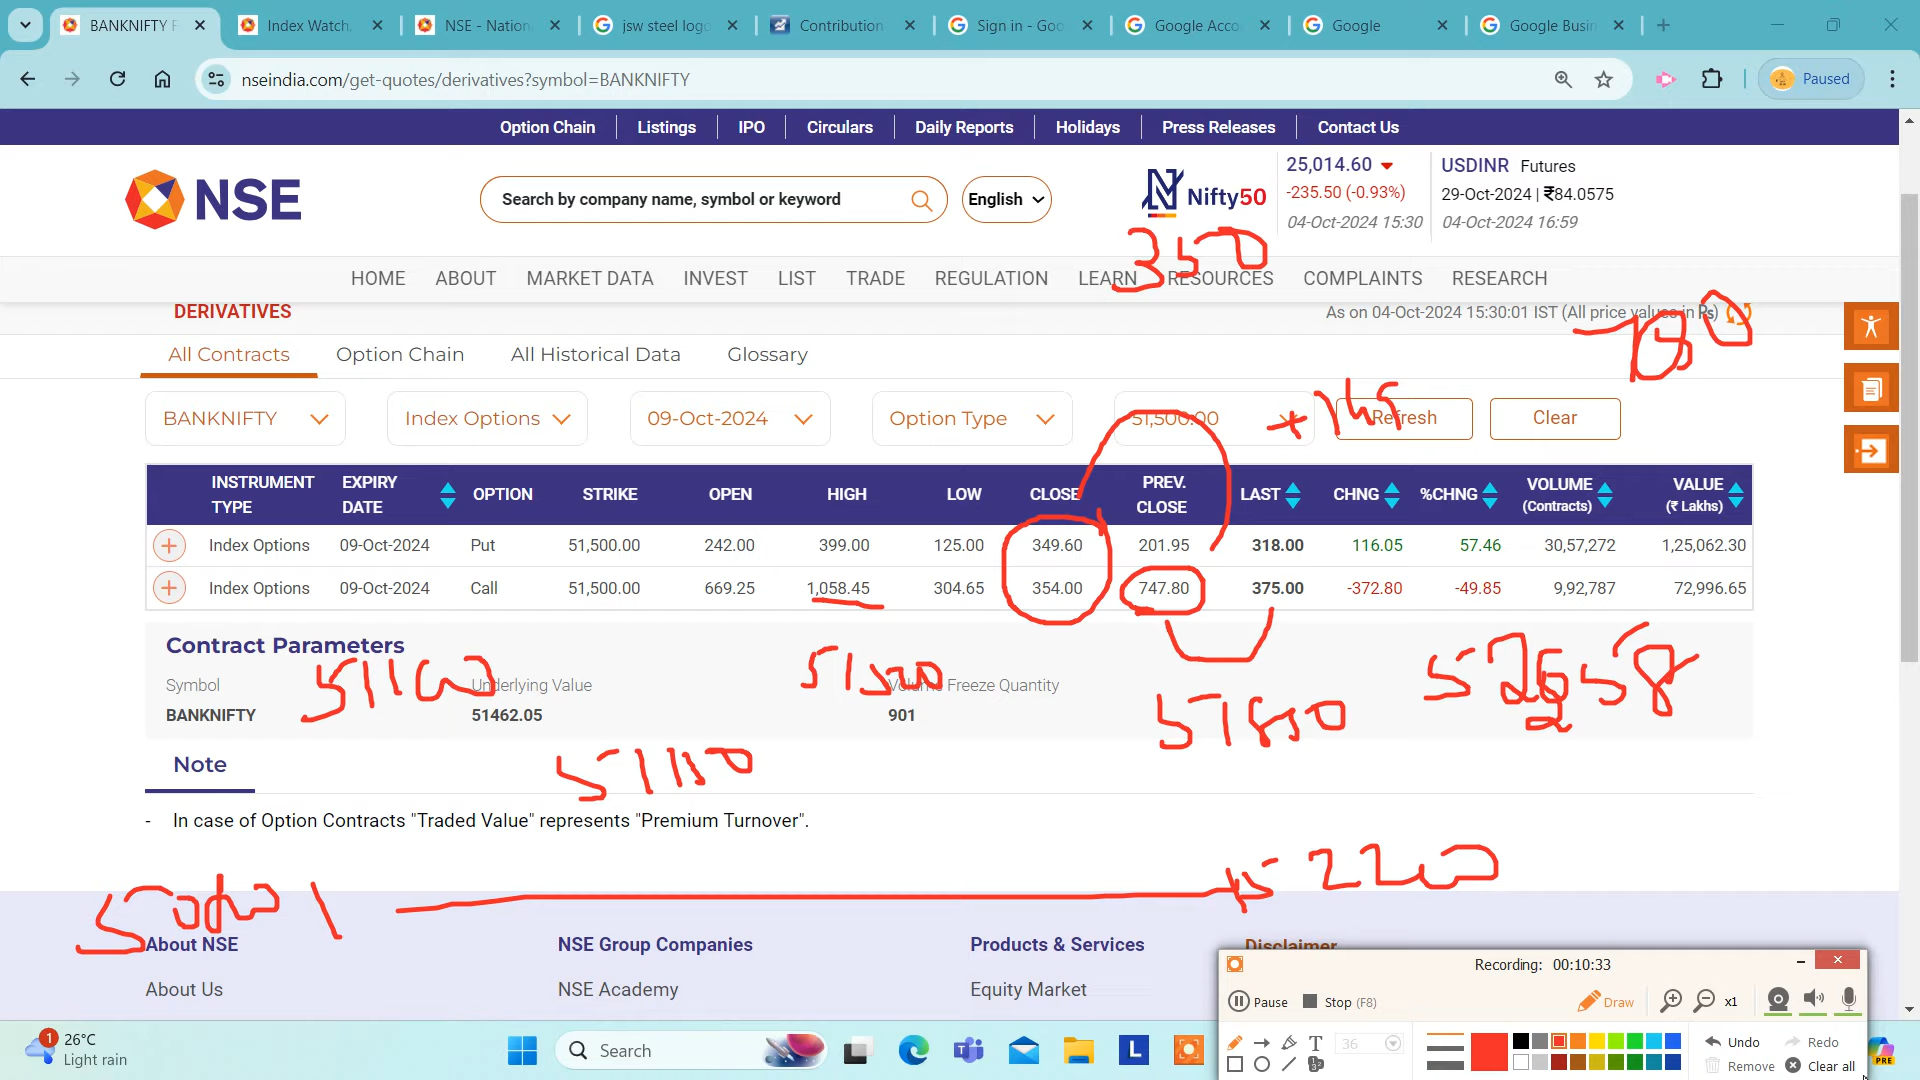 BANKNIFTY F
Index Watch
NSE - Nation
jsw steel logo
Contribution
Sign in - Goo
Google Acco
Google
Google Busin
nseindia.com/get-quotes/derivatives?symbol=BANKNIFTY
Paused
Option Chain
Listings
IPO
Circulars
Daily Reports
Holidays
Press Releases
Contact Us
NSE
Search by company name, symbol or keyword
English
Nifty50
25,014.60
-235.50 (-0.93%)
04-Oct-2024 15:30
USDINR Futures
29-Oct-2024 | ₹84.0575
04-Oct-2024 16:59
350
HOME ABOUT MARKET DATA INVEST LIST TRADE REGULATION LEARN RESOURCES COMPLAINTS RESEARCH
DERIVATIVES
As on 04-Oct-2024 15:30:01 IST (All price values in Rs)
All Contracts
Option Chain
All Historical Data
Glossary
BANKNIFTY
Index Options
09-Oct-2024
Option Type
51,500.00
Refresh
Clear
INSTRUMENT TYPE EXPIRY DATE OPTION STRIKE OPEN HIGH LOW CLOSE PREV. CLOSE LAST CHNG %CHNG VOLUME (Contracts) VALUE (₹ Lakhs)
Index Options 09-Oct-2024 Put 51,500.00 242.00 399.00 125.00 349.60 201.95 318.00 116.05 57.46 30,57,272 1,25,062.30
Index Options 09-Oct-2024 Call 51,500.00 669.25 1,058.45 304.65 354.00 747.80 375.00 -372.80 -49.85 9,92,787 72,996.65
Contract Parameters
Symbol
Underlying Value
Volume Freeze Quantity
BANKNIFTY
51462.05
901
51500
51850
Note
- In case of Option Contracts "Traded Value" represents "Premium Turnover".
52200
About NSE
NSE Group Companies
Products & Services
Disclaimer
About Us
NSE Academy
Equity Market
Recording: 00:10:33
Pause
Stop (F8)
Draw
x1
36
Undo
Redo
Remove
Clear all
1
26°C
Light rain
Search
L
PRE